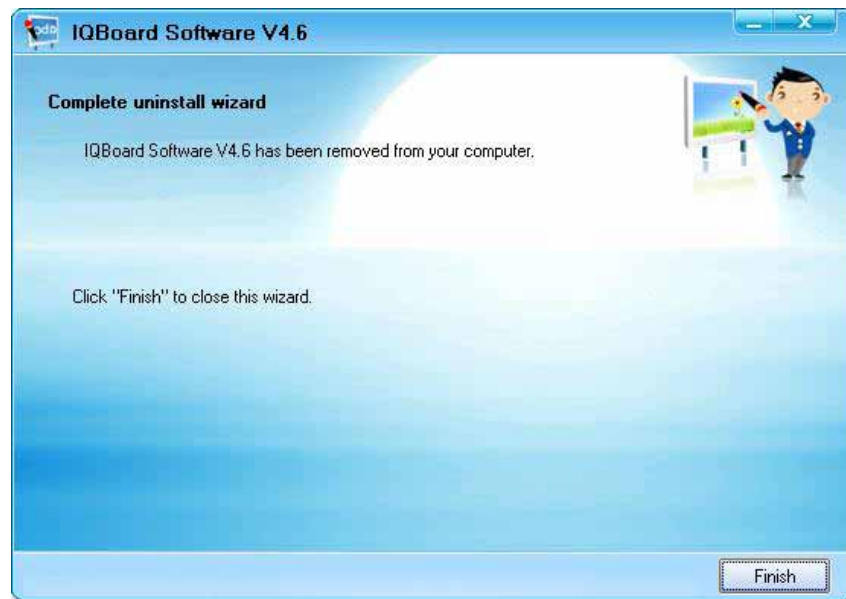 IQBoard Software V4.6
Complete uninstall wizard
IQBoard Software V4.6 has been removed from your computer.
Click "Finish" to close this wizard.
Finish